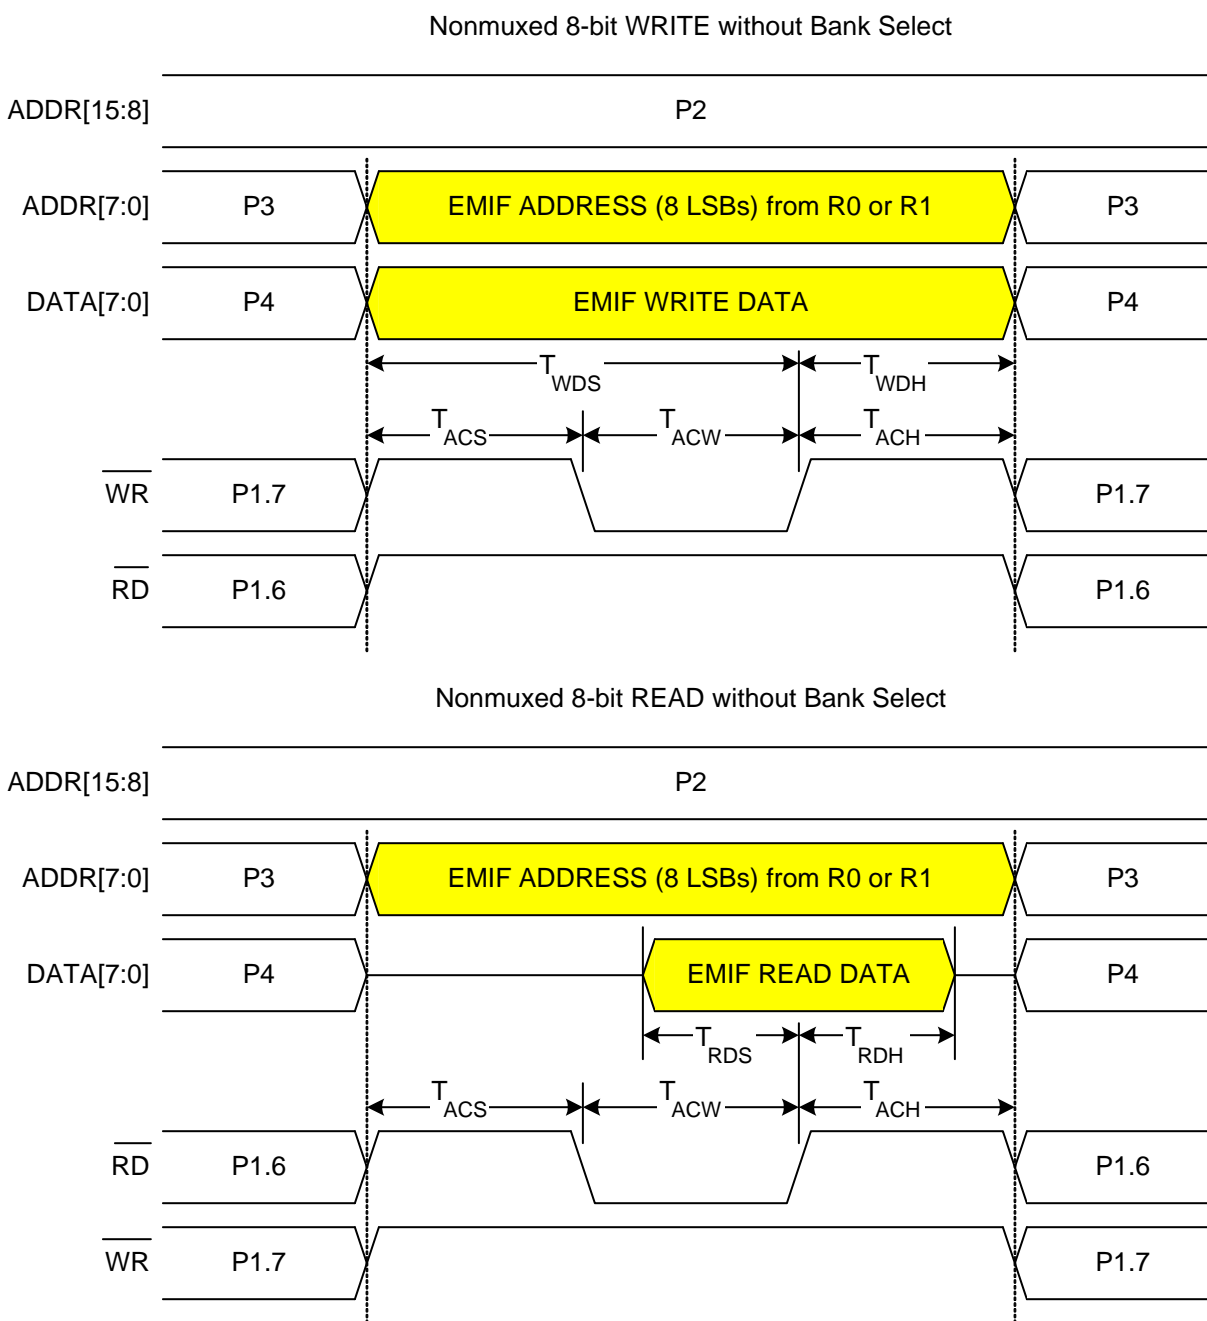 Nonmuxed 8-bit WRITE without Bank Select
ADDR[15:8] P2
ADDR[7:0] P3 EMIF ADDRESS (8 LSBs) from R0 or R1 P3
DATA[7:0] P4 EMIF WRITE DATA P4
TWDS TWDH
TACS TACW TACH
WR P1.7 P1.7
RD P1.6 P1.6
Nonmuxed 8-bit READ without Bank Select
ADDR[15:8] P2
ADDR[7:0] P3 EMIF ADDRESS (8 LSBs) from R0 or R1 P3
DATA[7:0] P4 EMIF READ DATA P4
TRDS TRDH
TACS TACW TACH
RD P1.6 P1.6
WR P1.7 P1.7